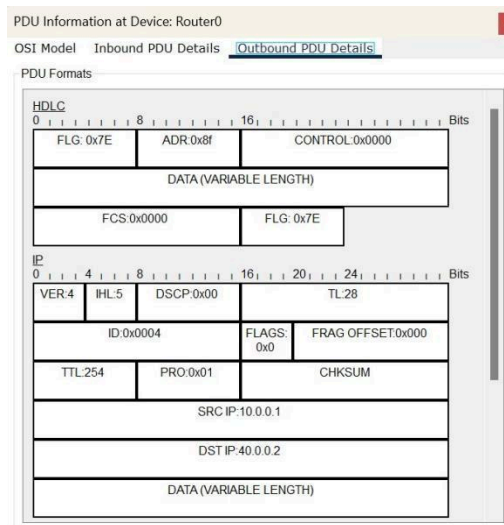 PDU Information at Device: Router0
OSI Model Inbound PDU Details Outbound PDU Details
PDU Formats
HDLC
0 8 16 Bits
FLG: 0x7E ADR:0x8f CONTROL:0x0000
DATA (VARIABLE LENGTH)
FCS:0x0000 FLG: 0x7E
IP
0 4 8 16 20 24 Bits
VER:4 IHL:5 DSCP:0x00 TL:28
ID:0x0004 FLAGS: 0x0 FRAG OFFSET:0x000
TTL:254 PRO:0x01 CHKSUM
SRC IP:10.0.0.1
DST IP:40.0.0.2
DATA (VARIABLE LENGTH)